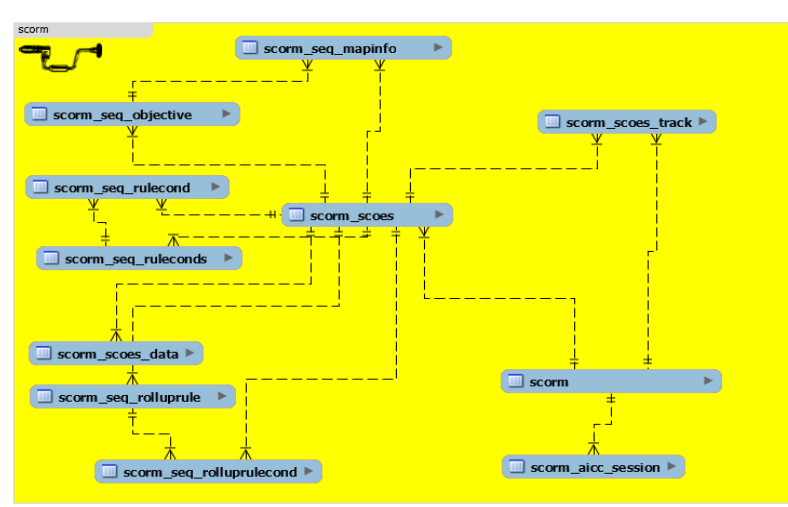 scorm
scorm_seq_mapinfo
scorm_seq_objective
scorm_scoes_track
scorm_seq_rulecond
scorm_scoes
scorm_seq_ruleconds
scorm_scoes_data
scorm
scorm_seq_rolluprule
scorm_seq_rolluprulecond
scorm_aicc_session